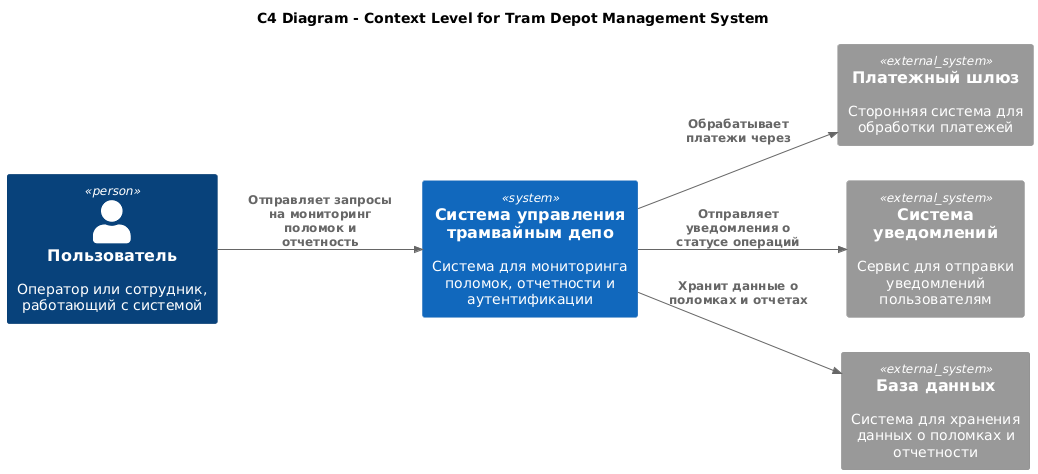 C4 Diagram - Context Level for Tram Depot Management System
«person»
Пользователь
Оператор или сотрудник,
работающий с системой
Отправляет запросы
на мониторинг
поломок и
отчетность
«system»
Система управления
трамвайным депо
Система для мониторинга
поломок, отчетности и
аутентификации
Обрабатывает
платежи через
Отправляет
уведомления о
статусе операций
Хранит данные о
поломках и отчетах
«external_system»
Платежный шлюз
Сторонняя система для
обработки платежей
«external_system»
Система
уведомлений
Сервис для отправки
уведомлений
пользователям
«external_system»
База данных
Система для хранения
данных о поломках и
отчетности